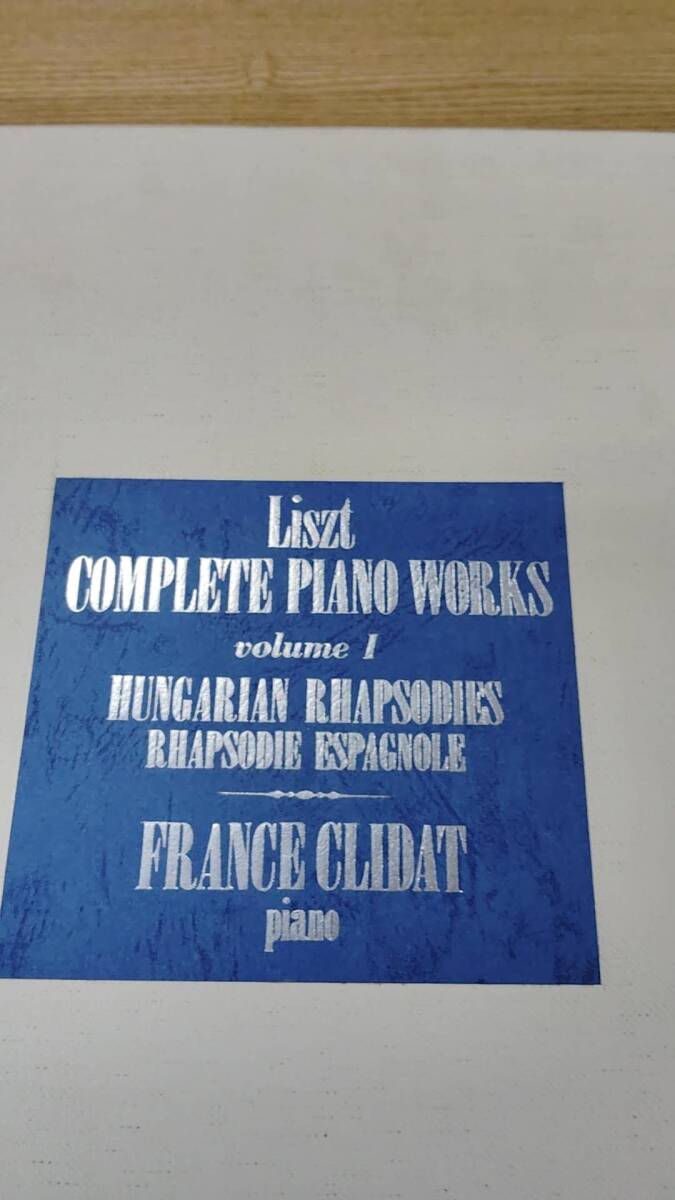 Liszt
COMPLETE PIANO WORKS
volume I
HUNGARIAN RHAPSODIES
RHAPSODIE ESPAGNOLE
FRANCE CLIDAT
piano